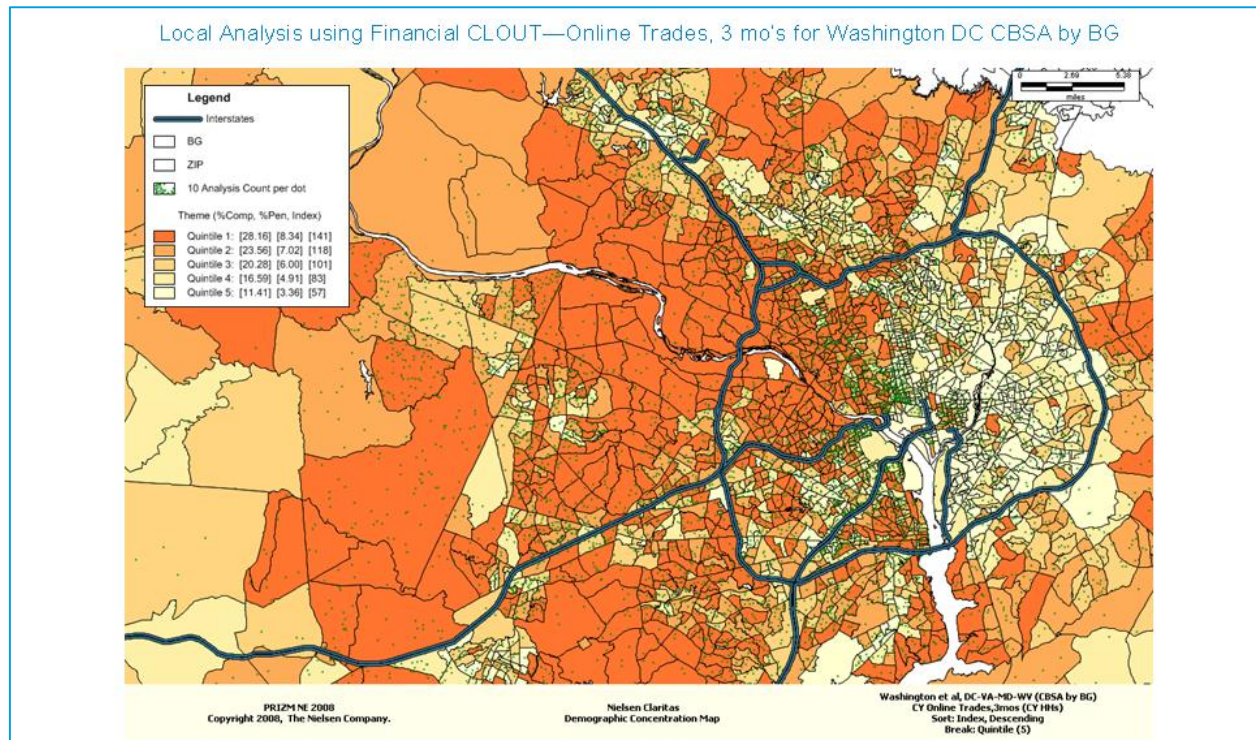 Local Analysis using Financial CLOUT—Online Trades, 3 mo's for Washington DC CBSA by BG
Legend
Interstates
BG
ZIP
10 Analysis Count per dot
Theme (%Comp, %Pen, Index)
Quintile 1: [28.16] [8.34] [141]
Quintile 2: [23.56] [7.02] [118]
Quintile 3: [20.28] [6.00] [101]
Quintile 4: [16.59] [4.91] [83]
Quintile 5: [11.41] [3.36] [57]
0 2.69 5.38
miles
PRIZM NE 2008
Copyright 2008, The Nielsen Company.
Nielsen Claritas
Demographic Concentration Map
Washington et al, DC-VA-MD-WV (CBSA by BG)
CY Online Trades,3mos (CY HHs)
Sort: Index, Descending
Break: Quintile (5)